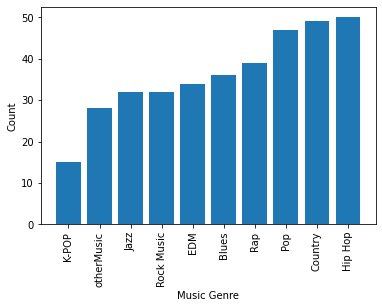 50
40
30
20
10
0
Count
K-POP
otherMusic
Jazz
Rock Music
EDM
Blues
Rap
Pop
Country
Hip Hop
Music Genre